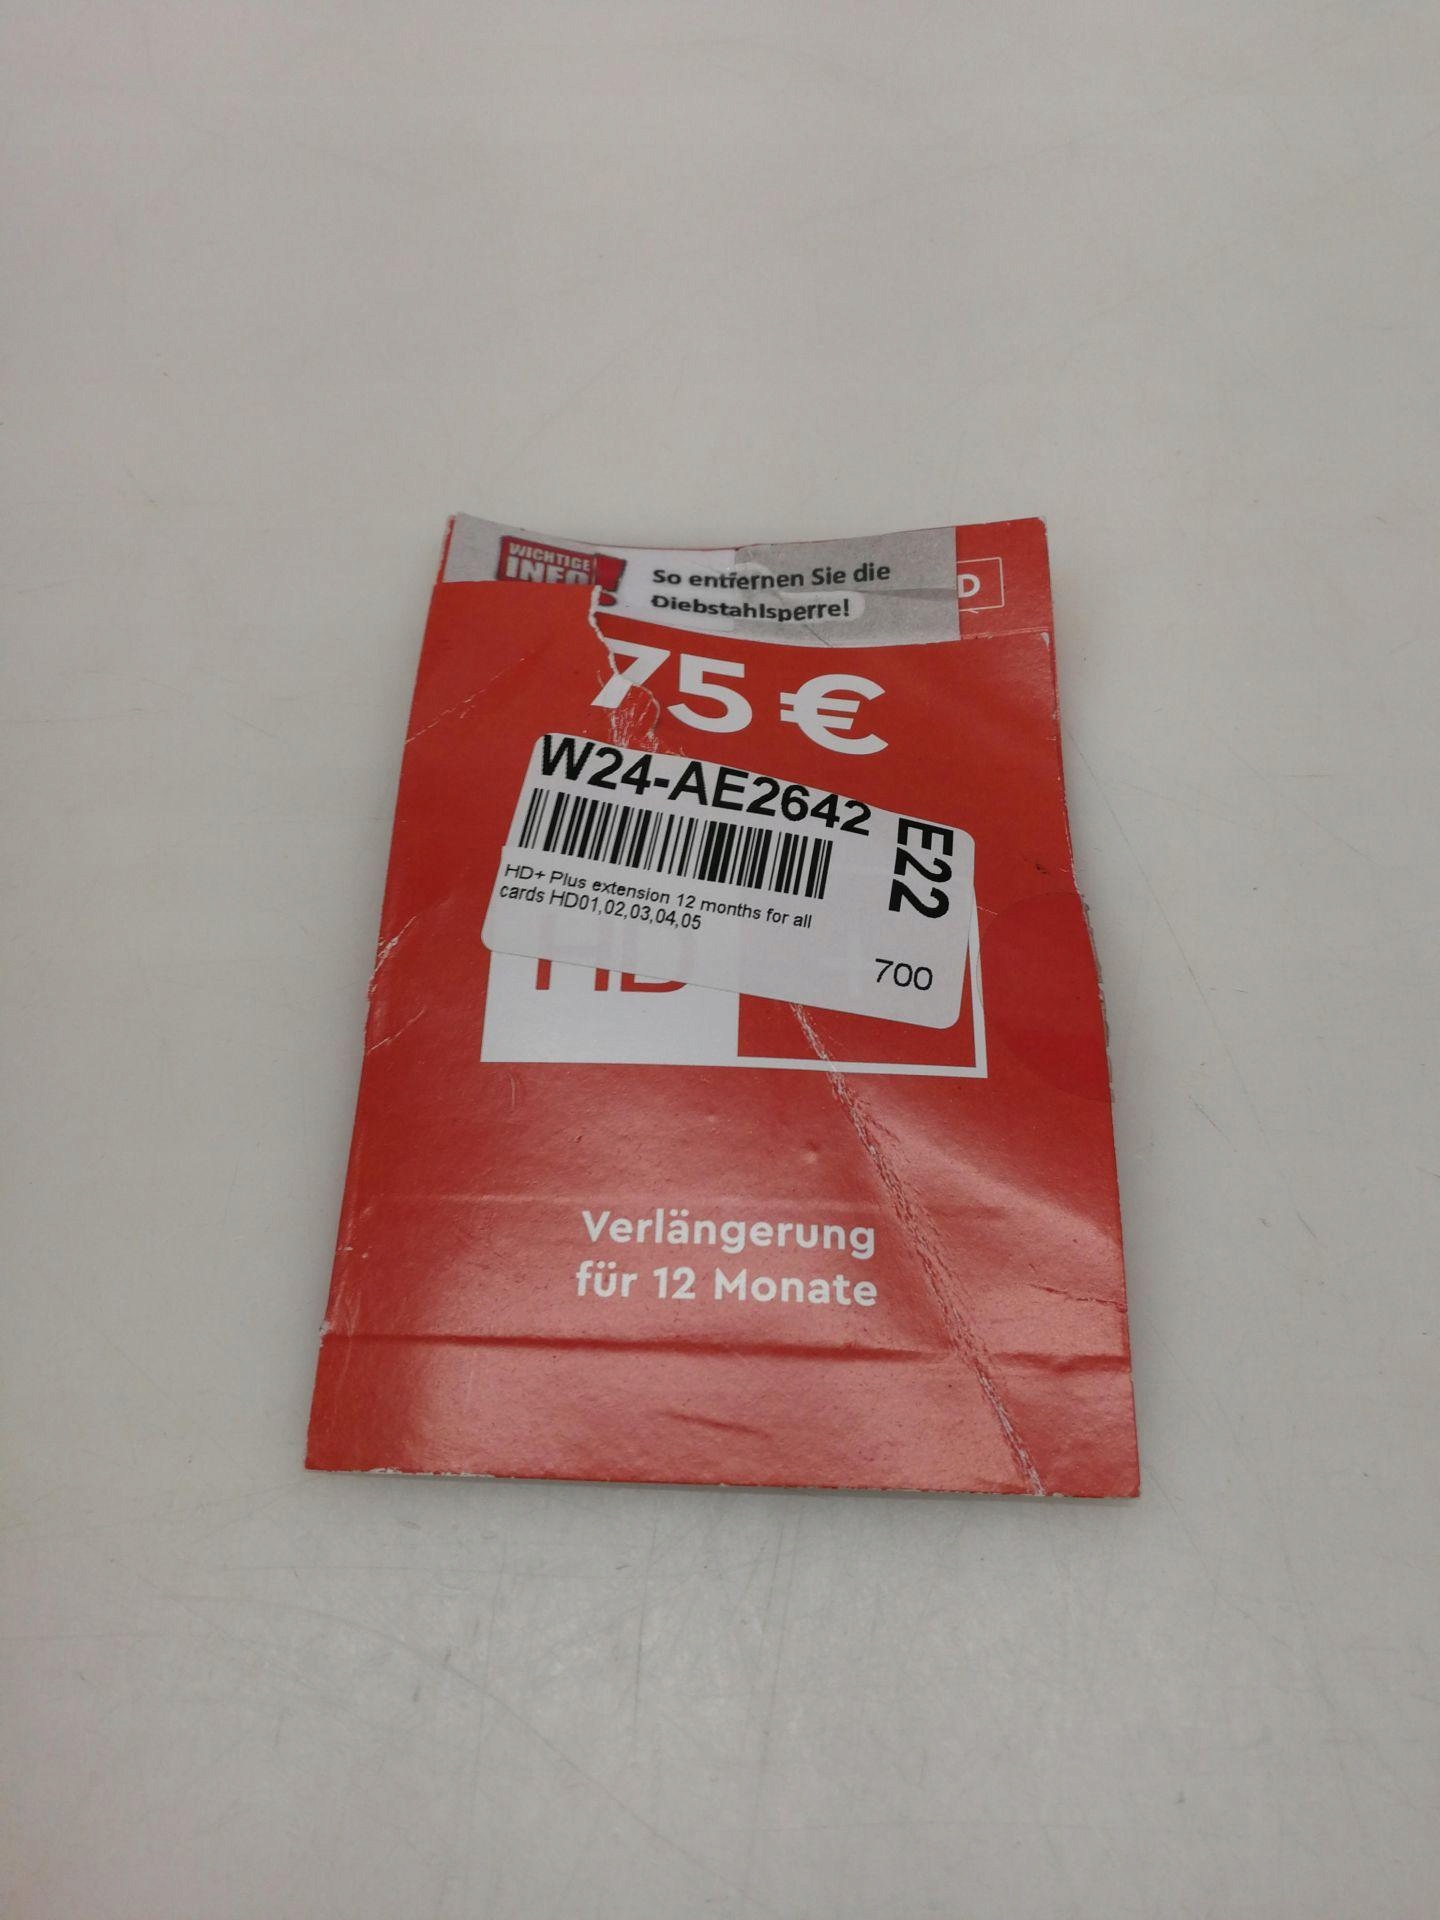 WICHTIGE
INFO!
So entfernen Sie die
Diebstahlsperre!
D
75 €
W24-AE2642
E22
HD+ Plus extension 12 months for all
cards HD01,02,03,04,05
700
HD
Verlängerung
für 12 Monate